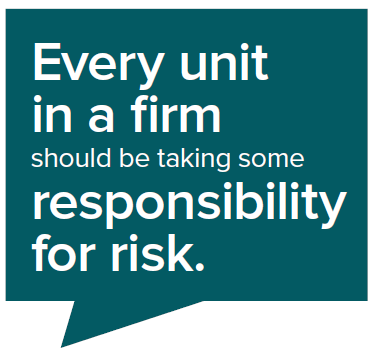 Every unit
in a firm
should be taking some
responsibility
for risk.